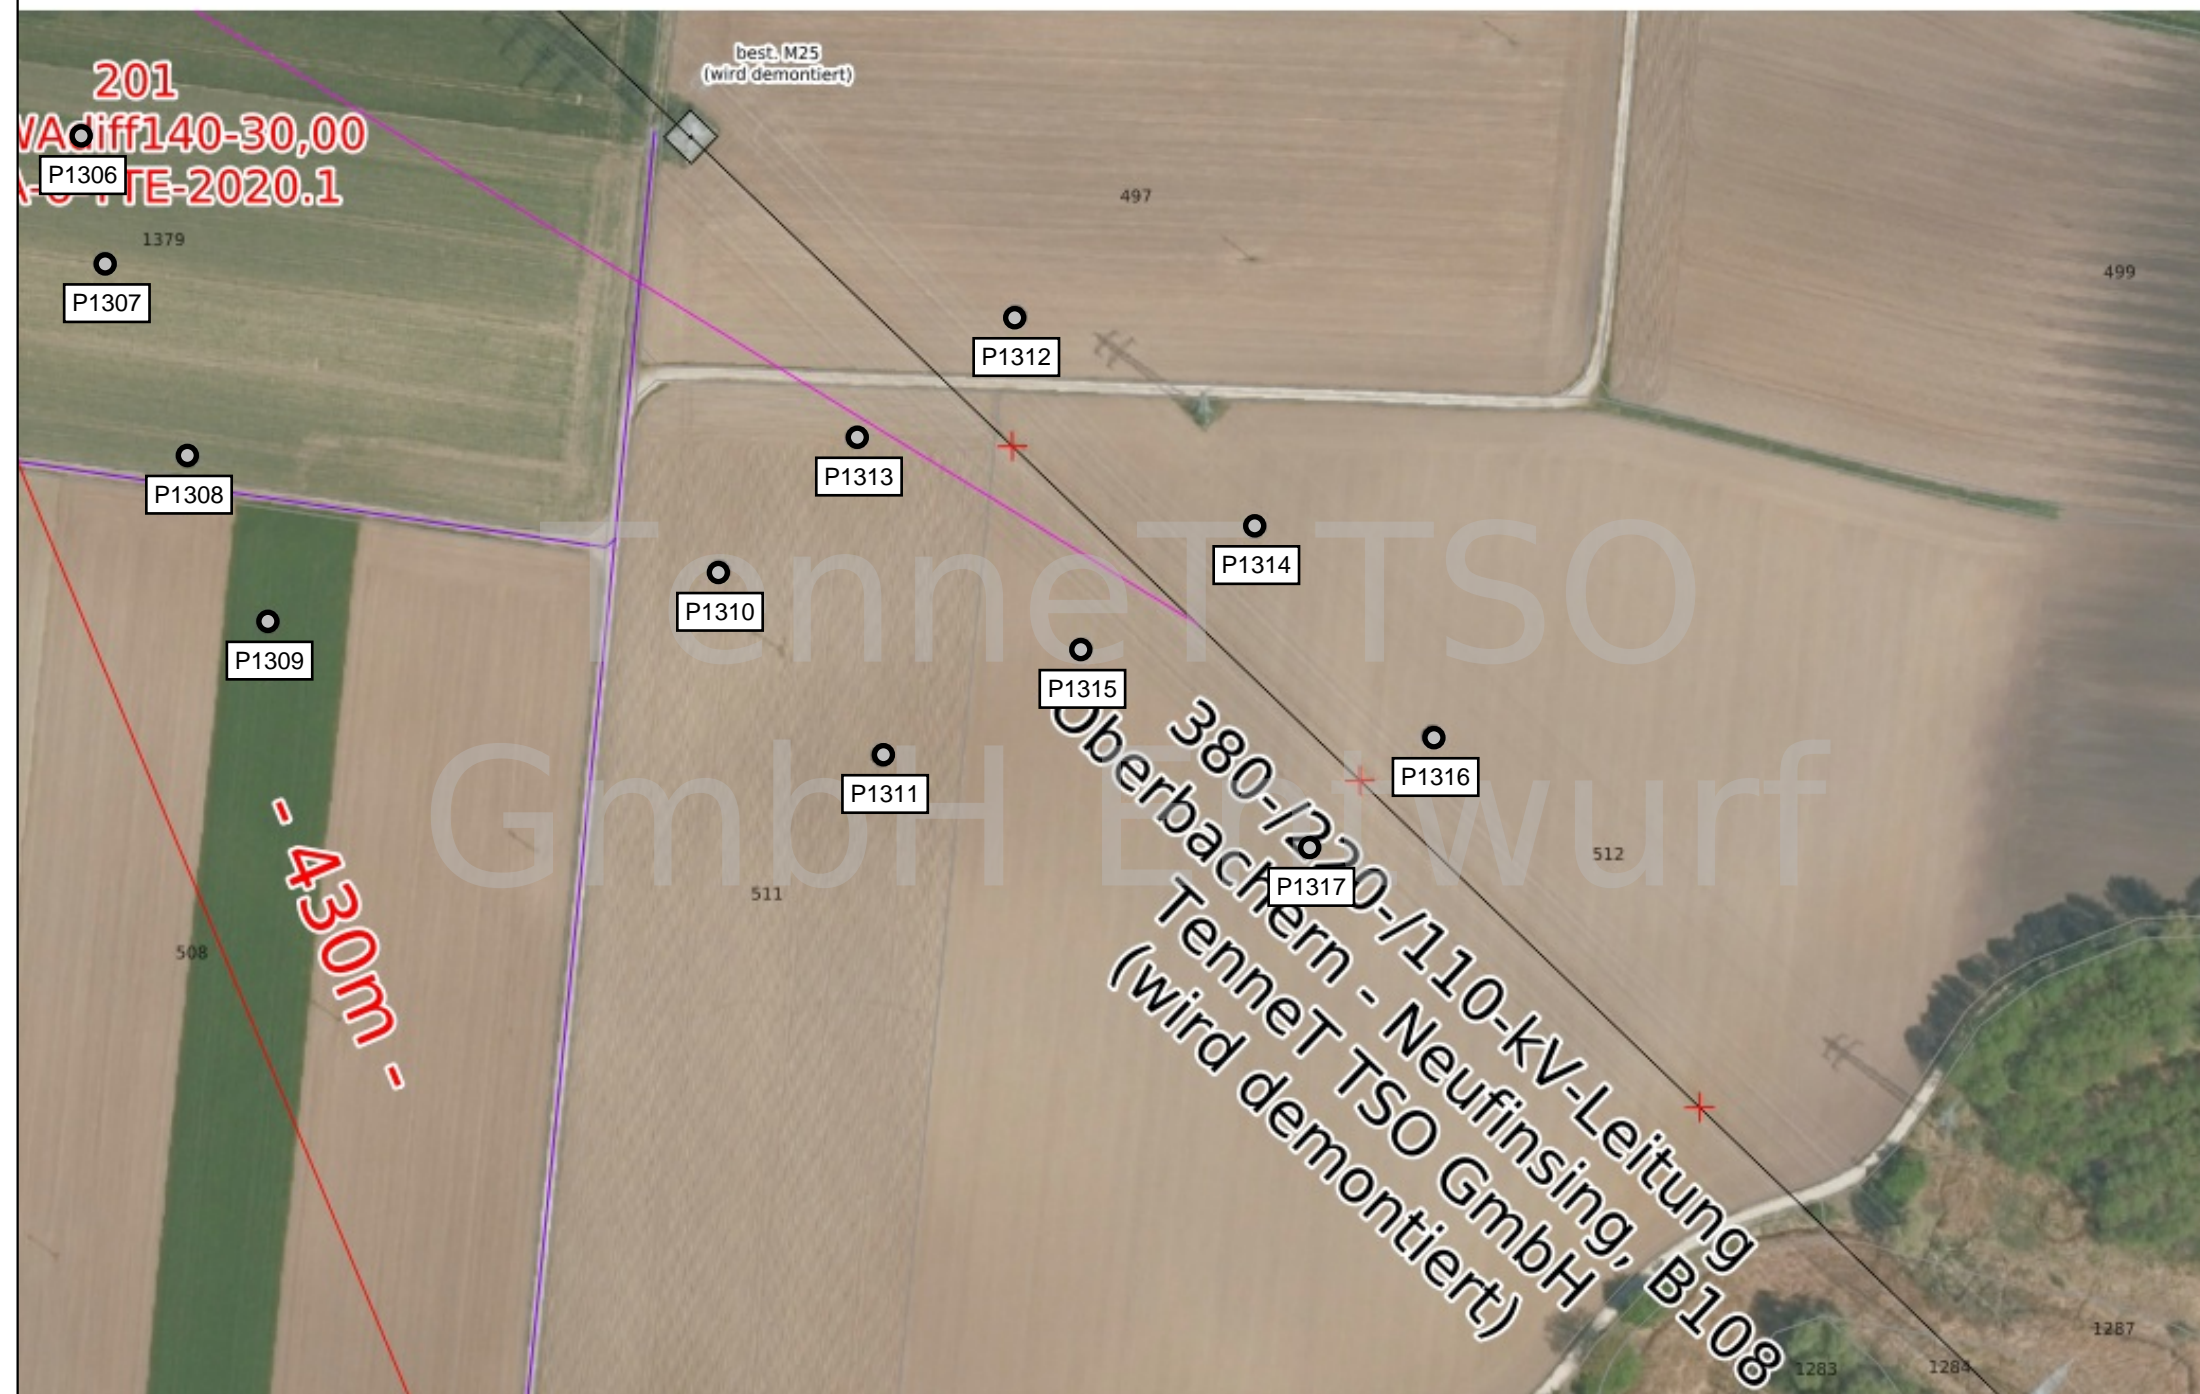 best. M25
(wird demontiert)
201
WAdiff140-30,00
TE-2020.1
P1306
497
1379
499
P1307
P1312
P1313
P1308
TenneT TSO
GmbH Entwurf
P1314
P1310
P1309
P1315
P1316
P1311
380-/220-/110-kV-Leitung
Oberbachern - Neufinsing, B108
TenneT TSO GmbH
(wird demontiert)
P1317
512
511
- 430m -
508
1287
1283
1284